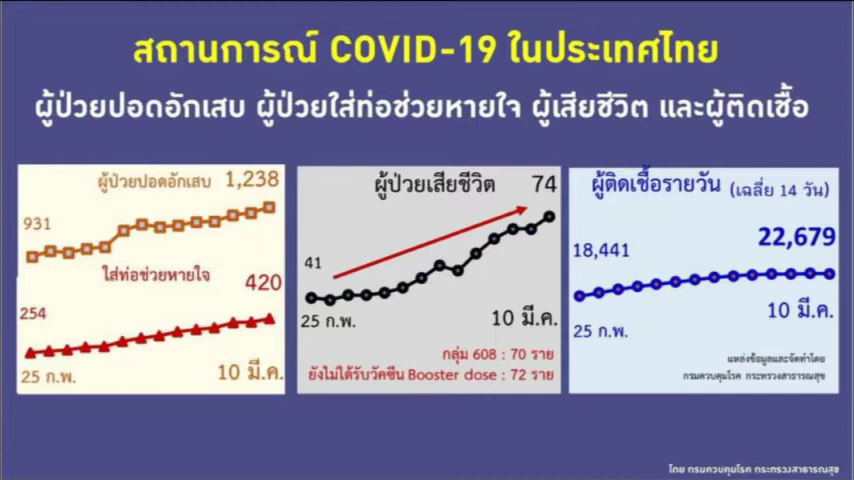 สถานการณ์ COVID-19 ในประเทศไทย
ผู้ป่วยปอดอักเสบ ผู้ป่วยใส่ท่อช่วยหายใจ ผู้เสียชีวิต และผู้ติดเชื้อ
ผู้ป่วยปอดอักเสบ 1,238
931
ใส่ท่อช่วยหายใจ
420
254
25 ก.พ. 10 มี.ค.
ผู้ป่วยเสียชีวิต 74
41
25 ก.พ. 10 มี.ค.
กลุ่ม 608 : 70 ราย
ยังไม่ได้รับวัคซีน Booster dose : 72 ราย
ผู้ติดเชื้อรายวัน (เฉลี่ย 14 วัน)
22,679
18,441
10 มี.ค.
25 ก.พ.
แหล่งข้อมูลและจัดทำโดย
กรมควบคุมโรค กระทรวงสาธารณสุข
โดย กรมควบคุมโรค กระทรวงสาธารณสุข